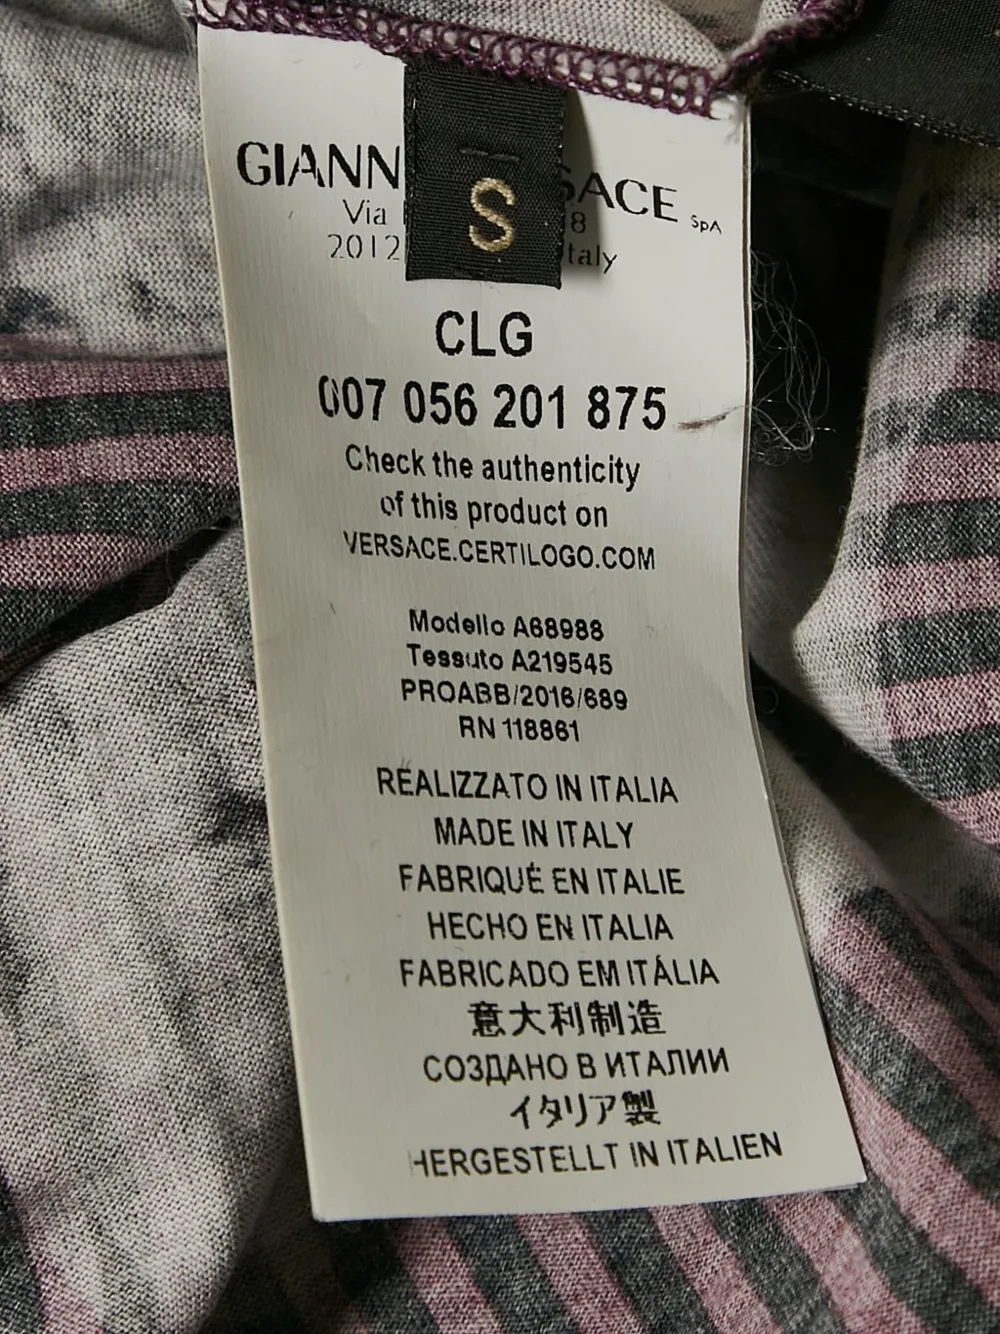 GIANN SACE SpA
S
Via 8
2012 taly
CLG
007 056 201 875
Check the authenticity
of this product on
VERSACE.CERTILOGO.COM
Modello A68988
Tessuto A219545
PROABB/2016/689
RN 118861
REALIZZATO IN ITALIA
MADE IN ITALY
FABRIQUÉ EN ITALIE
HECHO EN ITALIA
FABRICADO EM ITÁLIA
意大利制造
СОЗДАНО В ИТАЛИИ
イタリア製
HERGESTELLT IN ITALIEN